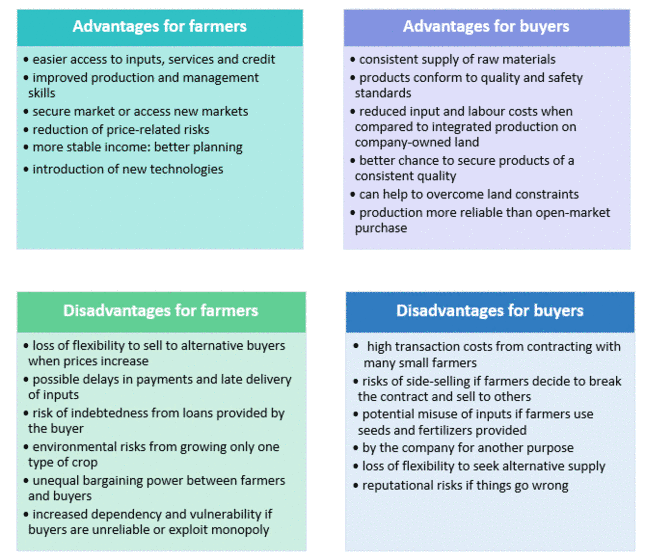 Advantages for farmers
• easier access to inputs, services and credit
• improved production and management
skills
• secure market or access new markets
• reduction of price-related risks
• more stable income: better planning
• introduction of new technologies
Advantages for buyers
• consistent supply of raw materials
• products conform to quality and safety
standards
• reduced input and labour costs when
compared to integrated production on
company-owned land
• better chance to secure products of a
consistent quality
• can help to overcome land constraints
• production more reliable than open-market
purchase
Disadvantages for farmers
• loss of flexibility to sell to alternative buyers
when prices increase
• possible delays in payments and late delivery
of inputs
• risk of indebtedness from loans provided by
the buyer
• environmental risks from growing only one
type of crop
• unequal bargaining power between farmers
and buyers
• increased dependency and vulnerability if
buyers are unreliable or exploit monopoly
Disadvantages for buyers
• high transaction costs from contracting with
many small farmers
• risks of side-selling if farmers decide to break
the contract and sell to others
• potential misuse of inputs if farmers use
seeds and fertilizers provided
• by the company for another purpose
• loss of flexibility to seek alternative supply
• reputational risks if things go wrong